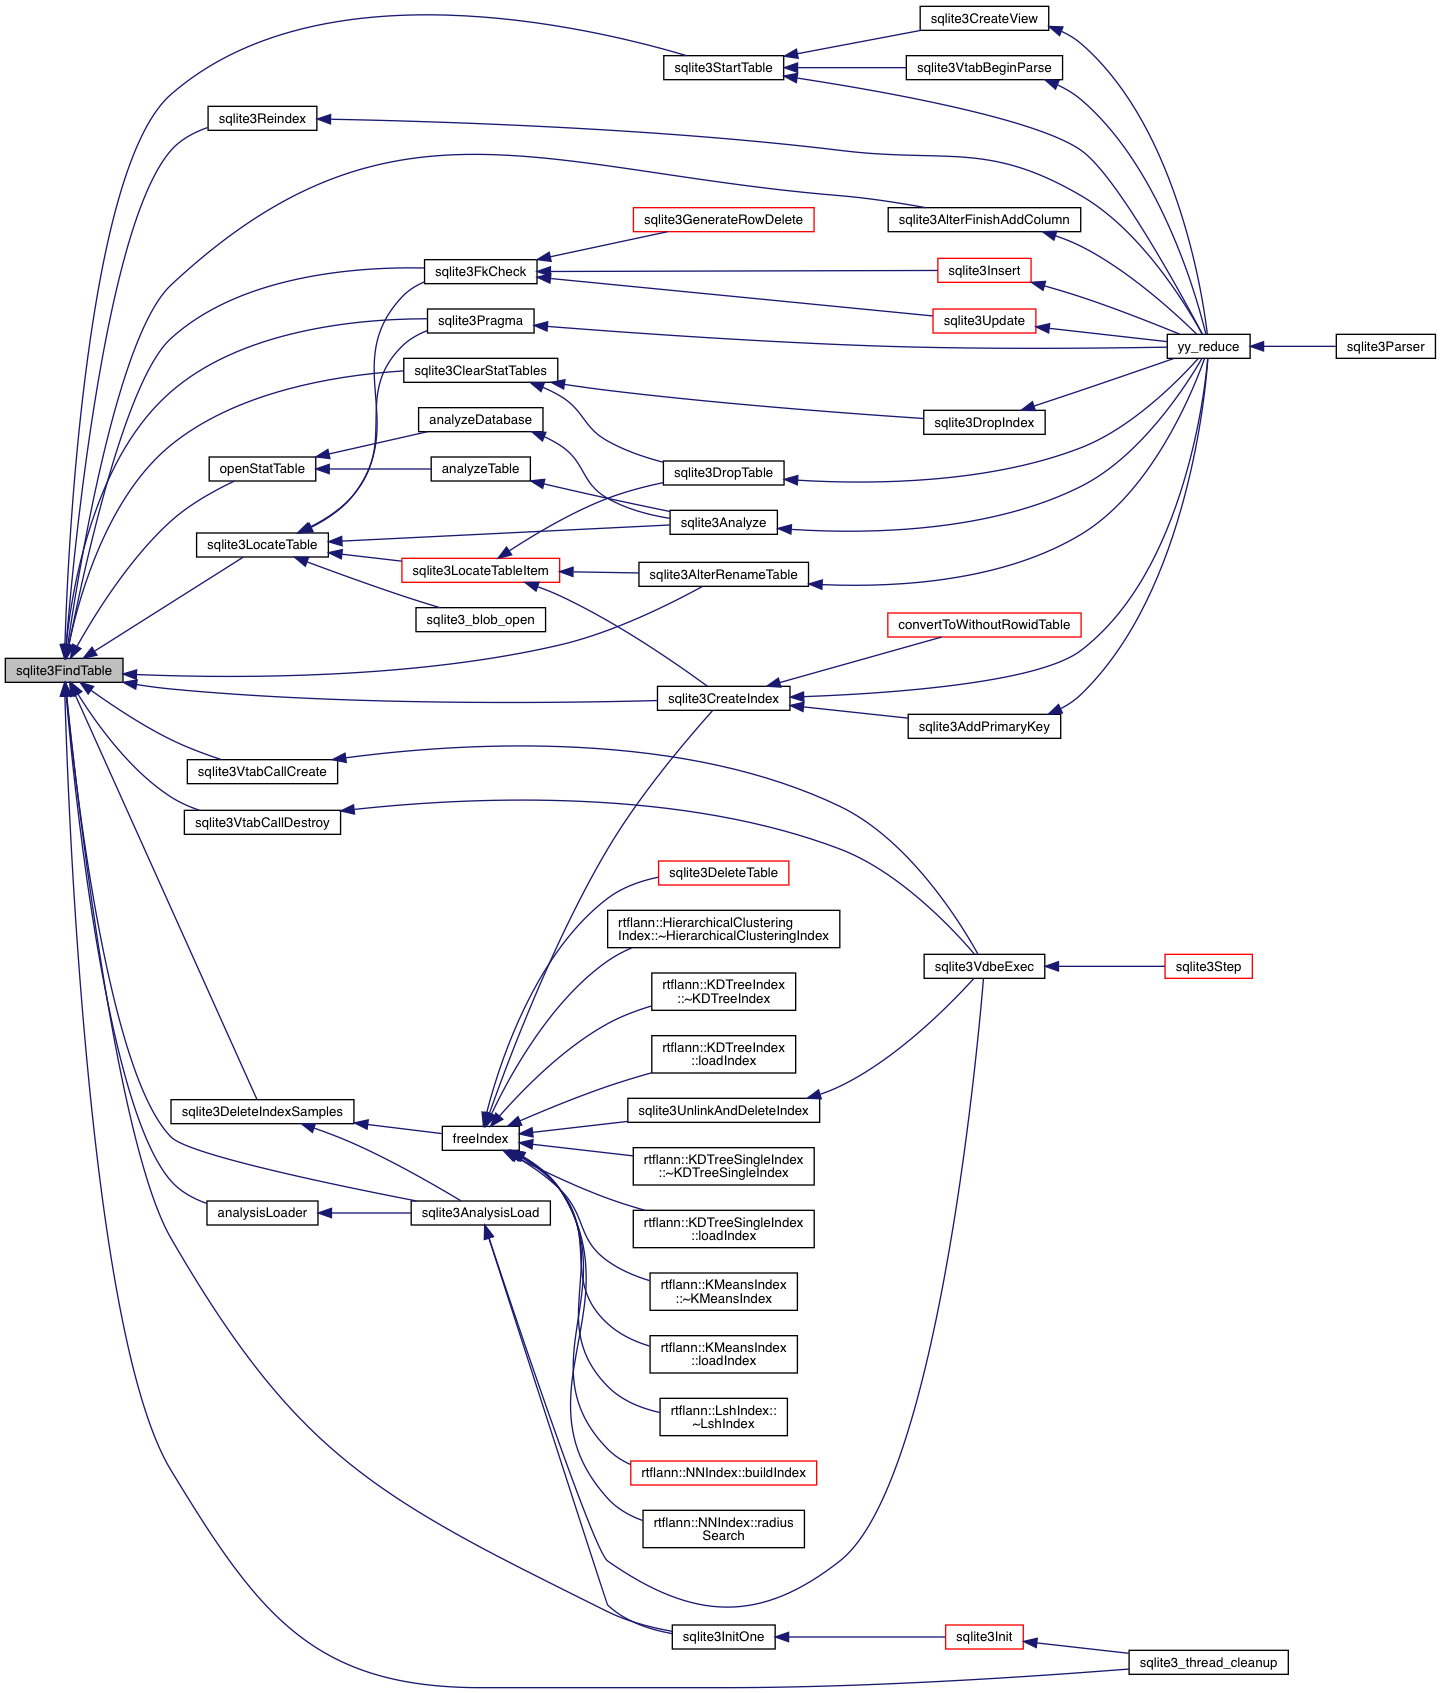 sqlite3CreateView
sqlite3StartTable
sqlite3VtabBeginParse
sqlite3Reindex
sqlite3AlterFinishAddColumn
sqlite3GenerateRowDelete
sqlite3FkCheck
sqlite3Insert
sqlite3Pragma
sqlite3Update
yy_reduce
sqlite3Parser
sqlite3ClearStatTables
analyzeDatabase
sqlite3DropIndex
openStatTable
analyzeTable
sqlite3DropTable
sqlite3Analyze
sqlite3LocateTable
sqlite3LocateTableItem
sqlite3AlterRenameTable
sqlite3_blob_open
convertToWithoutRowidTable
sqlite3FindTable
sqlite3CreateIndex
sqlite3AddPrimaryKey
sqlite3VtabCallCreate
sqlite3VtabCallDestroy
sqlite3DeleteTable
rtflann::HierarchicalClustering
Index::~HierarchicalClusteringIndex
sqlite3VdbeExec
sqlite3Step
rtflann::KDTreeIndex
::~KDTreeIndex
rtflann::KDTreeIndex
::loadIndex
sqlite3DeleteIndexSamples
sqlite3UnlinkAndDeleteIndex
freeIndex
rtflann::KDTreeSingleIndex
::~KDTreeSingleIndex
analysisLoader
sqlite3AnalysisLoad
rtflann::KDTreeSingleIndex
::loadIndex
rtflann::KMeansIndex
::~KMeansIndex
rtflann::KMeansIndex
::loadIndex
rtflann::LshIndex::
~LshIndex
rtflann::NNIndex::buildIndex
rtflann::NNIndex::radius
Search
sqlite3InitOne
sqlite3Init
sqlite3_thread_cleanup